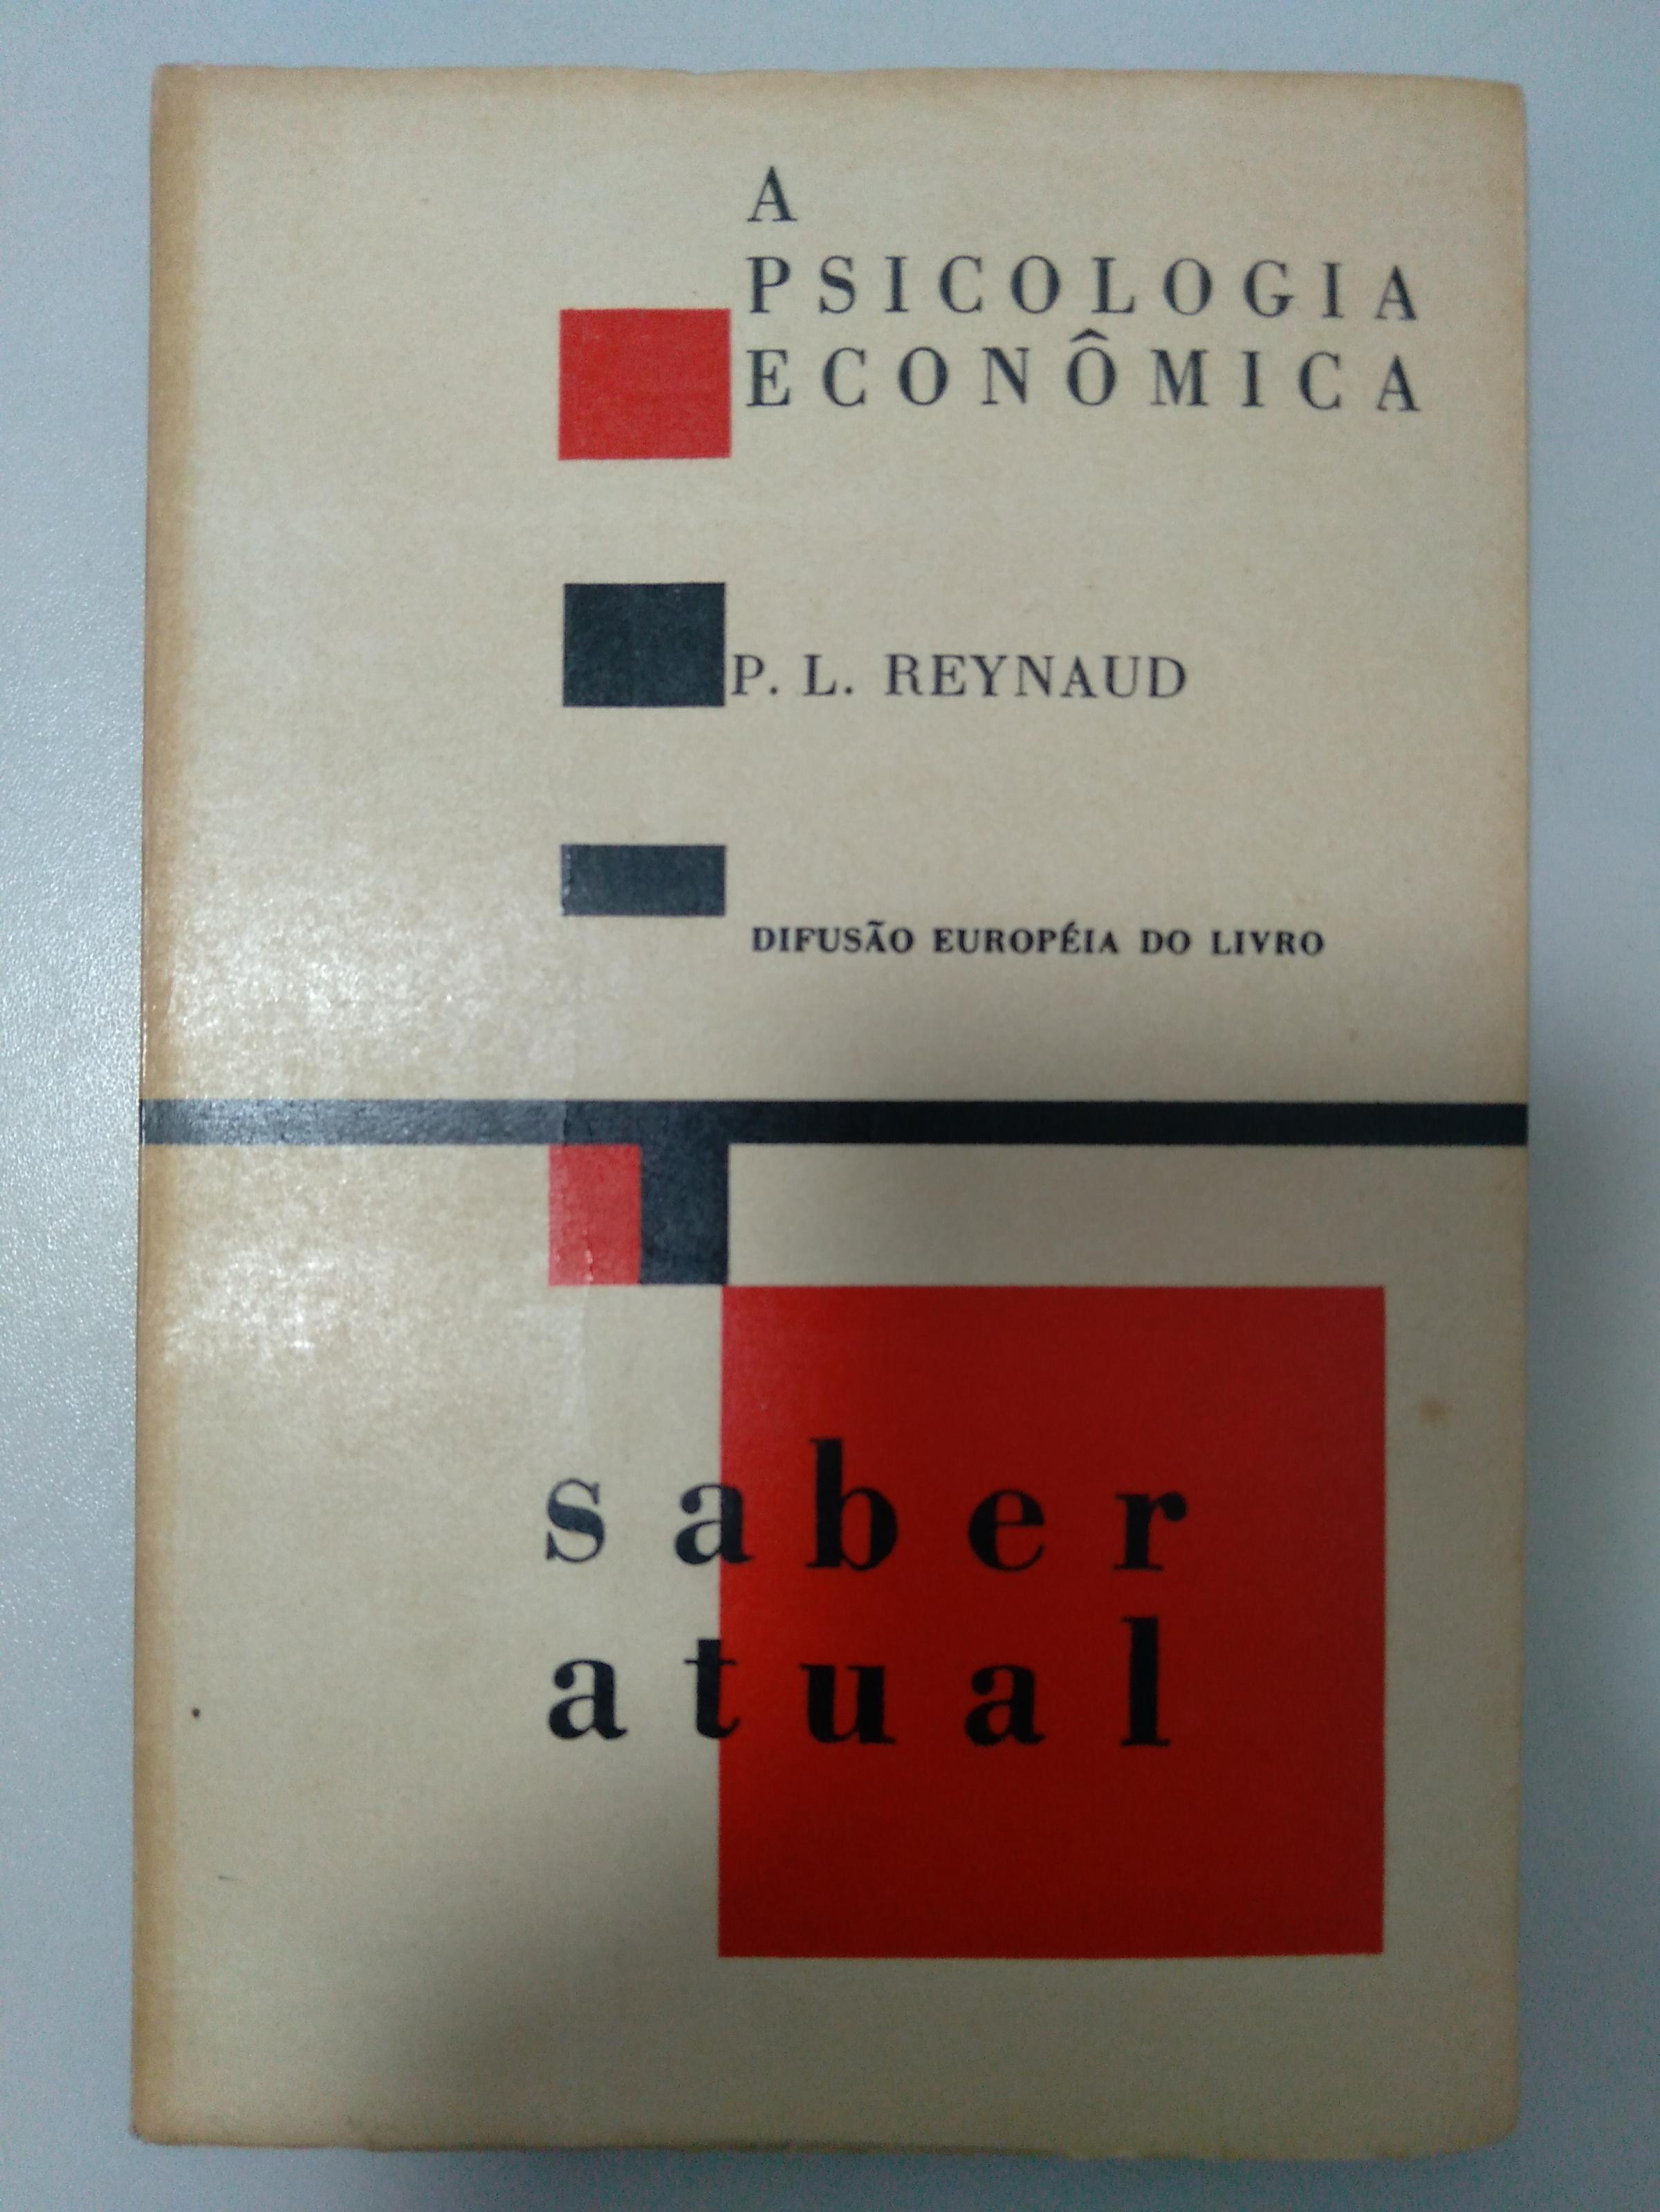 A
PSICOLOGIA
ECONÔMICA
P. L. REYNAUD
DIFUSÃO EUROPÉIA DO LIVRO
saber
atual